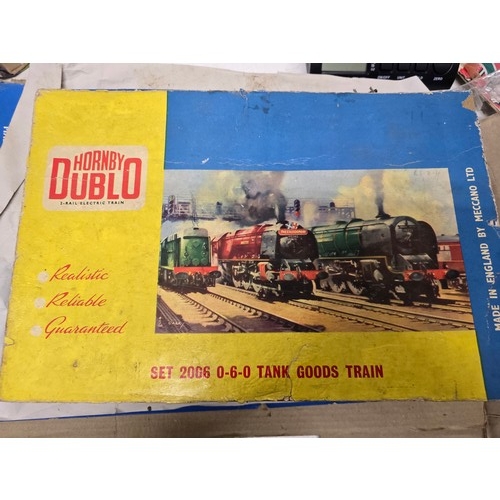 HORNBY
DUBLO
2-RAIL ELECTRIC TRAIN
Realistic
Reliable
Guaranteed
SET 2006 0-6-0 TANK GOODS TRAIN
MADE IN ENGLAND BY MECCANO LTD